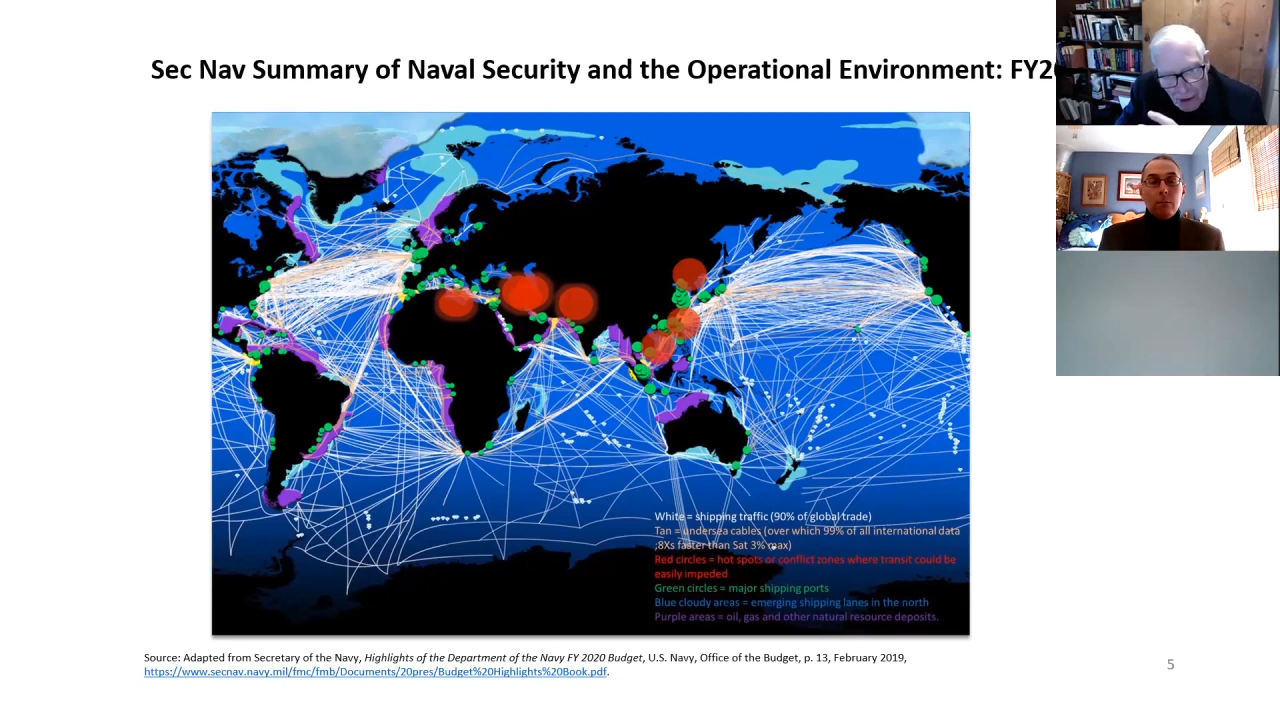 Sec Nav Summary of Naval Security and the Operational Environment: FY20
White = shipping traffic (90% of global trade)
Tan = undersea cables (over which 99% of all international data
;8Xs faster than Sat 3% max)
Red circles = hot spots or conflict zones where transit could be
easily impeded
Green circles = major shipping ports
Blue cloudy areas = emerging shipping lanes in the north
Purple areas = oil, gas and other natural resource deposits.
Source: Adapted from Secretary of the Navy, Highlights of the Department of the Navy FY 2020 Budget, U.S. Navy, Office of the Budget, p. 13, February 2019,
https://www.secnav.navy.mil/fmc/fmb/Documents/20pres/Budget%20Highlights%20Book.pdf.
5